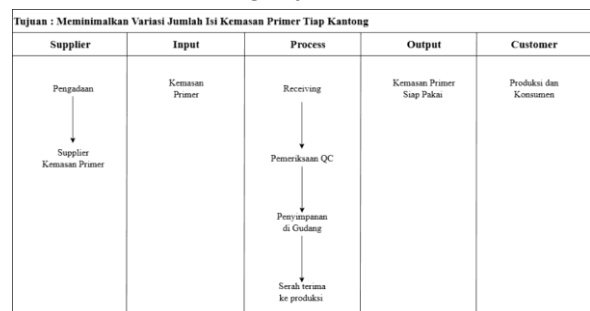 Tujuan : Meminimalkan Variasi Jumlah Isi Kemasan Primer Tiap Kantong
Supplier
Input
Process
Output
Customer
Pengadaan
Supplier
Kemasan Primer
Kemasan
Primer
Receiving
Pemeriksaan QC
Penyimpanan
di Gudang
Serah terima
ke produksi
Kemasan Primer
Siap Pakai
Produksi dan
Konsumen